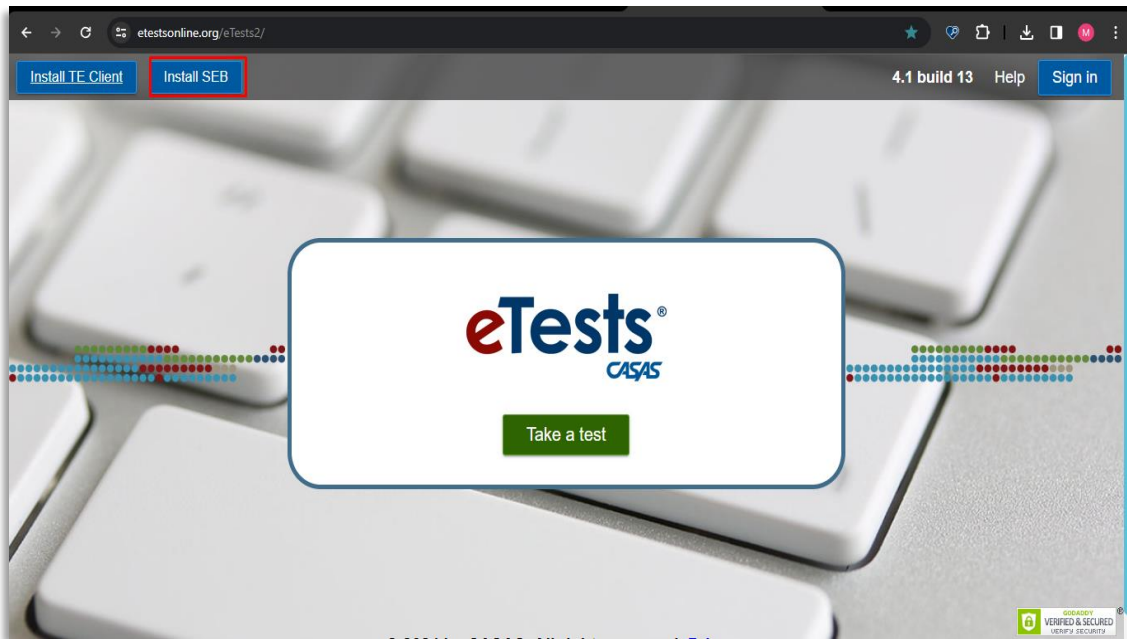 etestsonline.org/eTests2/
M
Install TE Client
Install SEB
4.1 build 13
Help
Sign in
eTests®
CASAS
Take a test
GODADDY
VERIFIED & SECURED
VERIFY SECURITY